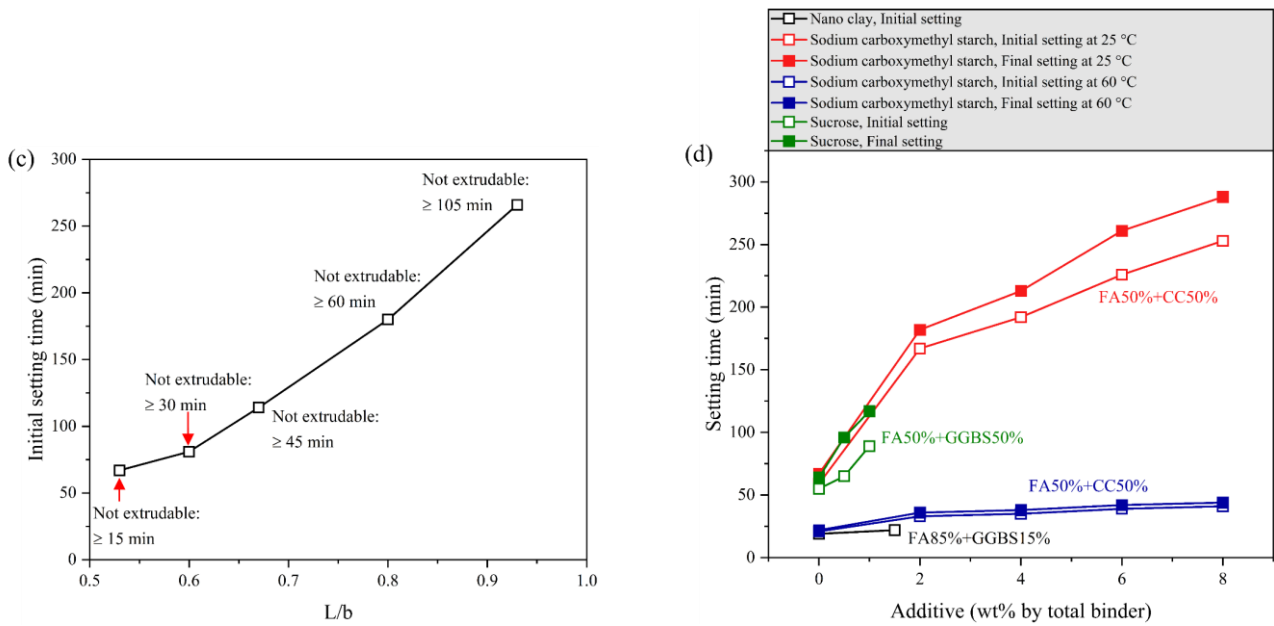 (c)
300
250
200
150
100
50
0
Initial setting time (min)
Not extrudable:
≥ 105 min
Not extrudable:
≥ 60 min
Not extrudable:
≥ 30 min
Not extrudable:
≥ 45 min
Not extrudable:
≥ 15 min
0.5 0.6 0.7 0.8 0.9 1.0
L/b
(d)
Nano clay, Initial setting
Sodium carboxymethyl starch, Initial setting at 25 °C
Sodium carboxymethyl starch, Final setting at 25 °C
Sodium carboxymethyl starch, Initial setting at 60 °C
Sodium carboxymethyl starch, Final setting at 60 °C
Sucrose, Initial setting
Sucrose, Final setting
300
250
200
150
100
50
0
Setting time (min)
FA50%+CC50%
FA50%+GGBS50%
FA50%+CC50%
FA85%+GGBS15%
0 2 4 6 8
Additive (wt% by total binder)